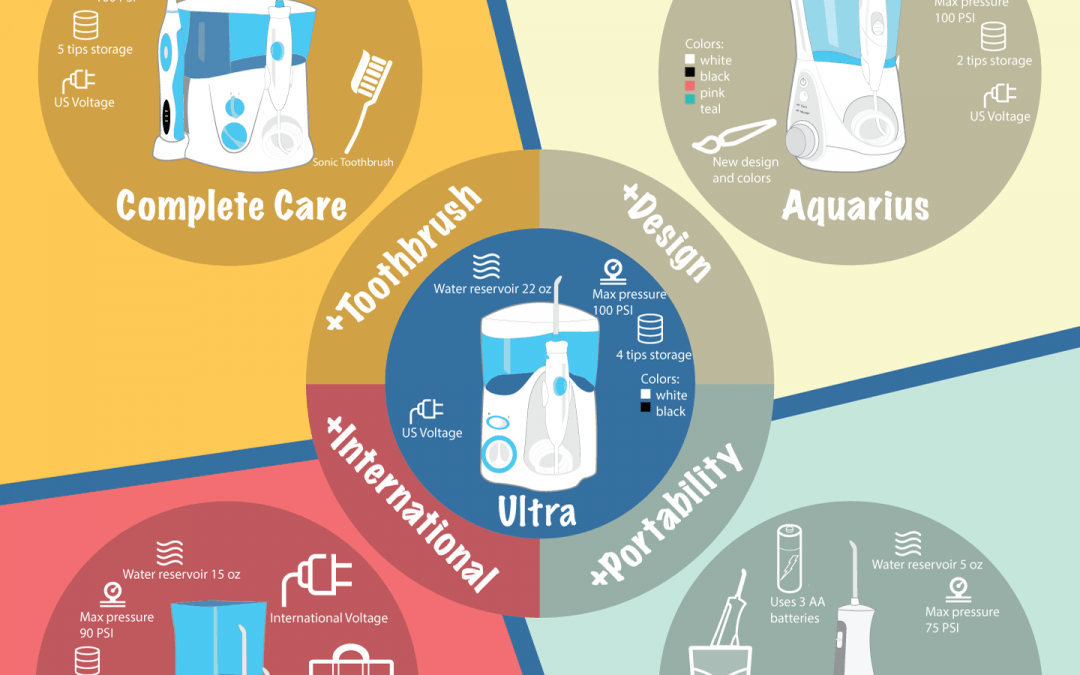 5 tips storage
US Voltage
Sonic Toothbrush
Complete Care
Max pressure
100 PSI
Colors:
white
black
pink
teal
2 tips storage
US Voltage
New design
and colors
Aquarius
+Toothbrush
+Design
Water reservoir 22 oz
Max pressure
100 PSI
4 tips storage
Colors:
white
black
US Voltage
Ultra
+International
+Portability
Water reservoir 15 oz
Max pressure
90 PSI
International Voltage
Uses 3 AA
batteries
Water reservoir 5 oz
Max pressure
75 PSI